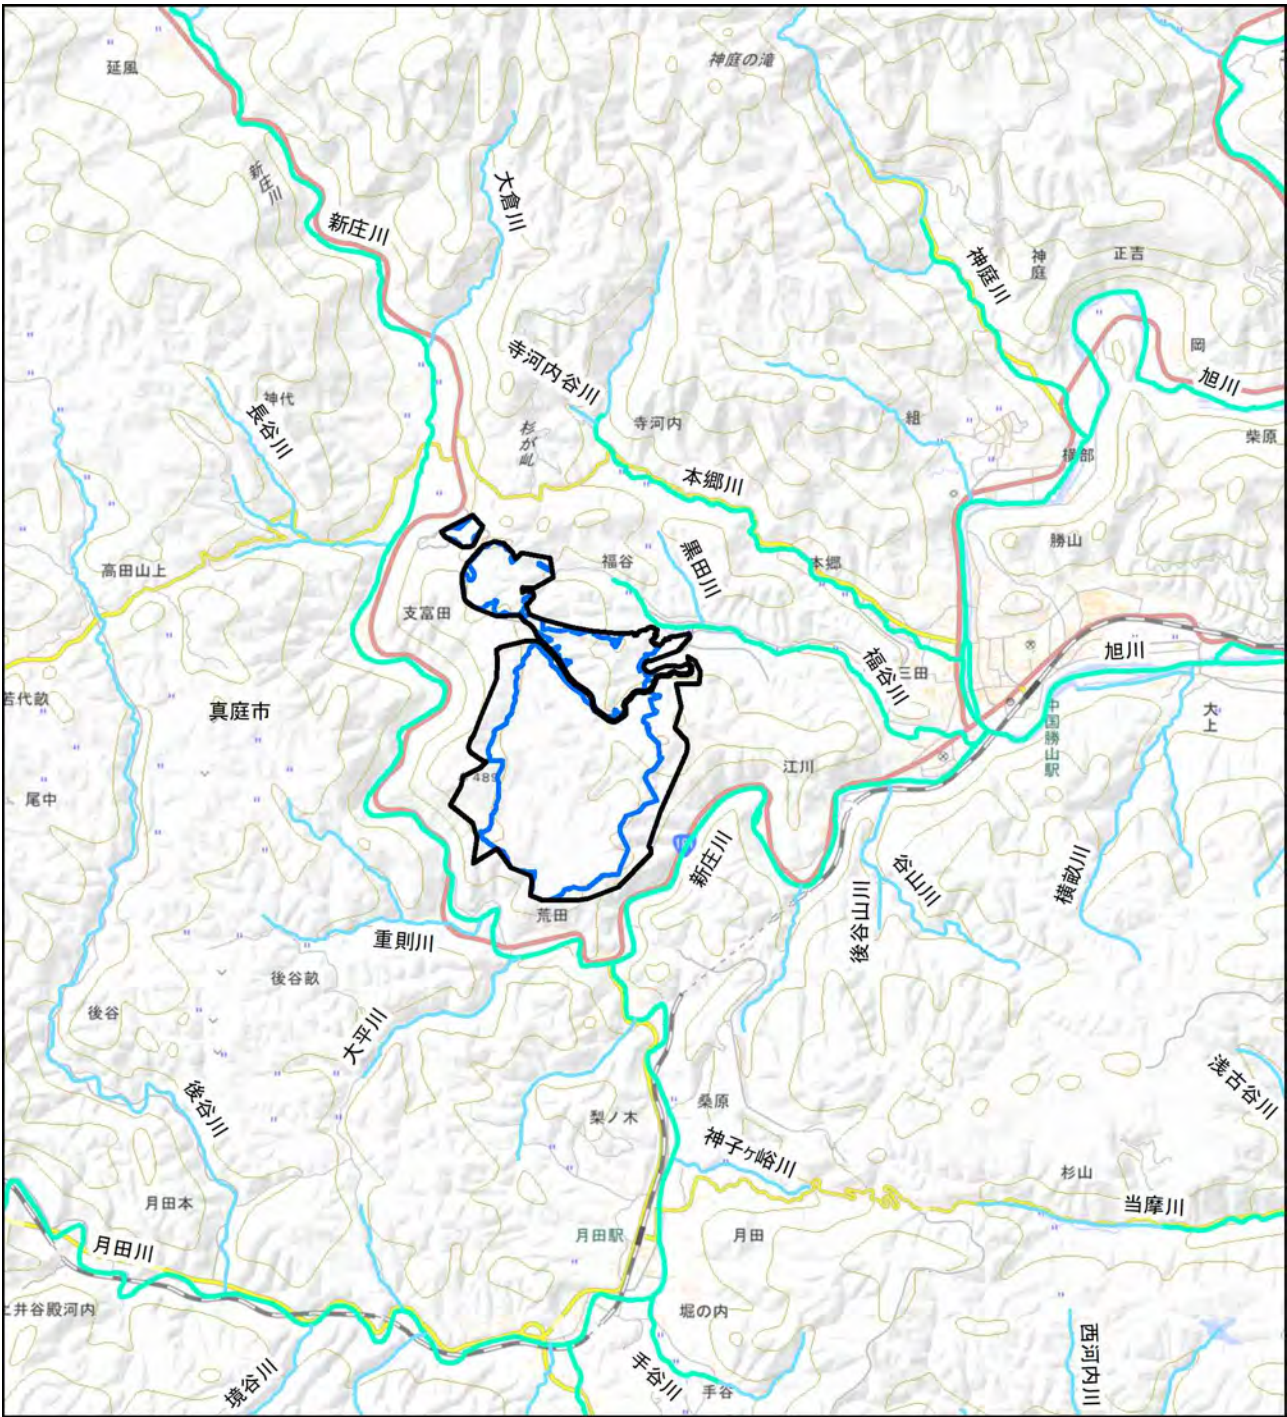 延風
神庭の滝
新庄川
大倉川
新庄川
神庭川
神庭
正吉
岡
旭川
寺河内谷川
神代
長谷川
杉が乢
寺河内
組
柴原
横部
本郷川
勝山
黒田川
福谷
本郷
高田山上
支富田
福谷川
三田
旭川
若代畝
真庭市
大上
中国勝山駅
489
江川
尾中
新庄川
谷山川
横畝川
後谷山川
荒田
重則川
後谷畝
後谷
大平川
浅古谷川
後谷川
梨ノ木
桑原
神子ヶ峪川
杉山
月田本
当摩川
月田川
月田駅
月田
上井谷殿河内
堀の内
西河内川
境谷川
手谷川
手谷